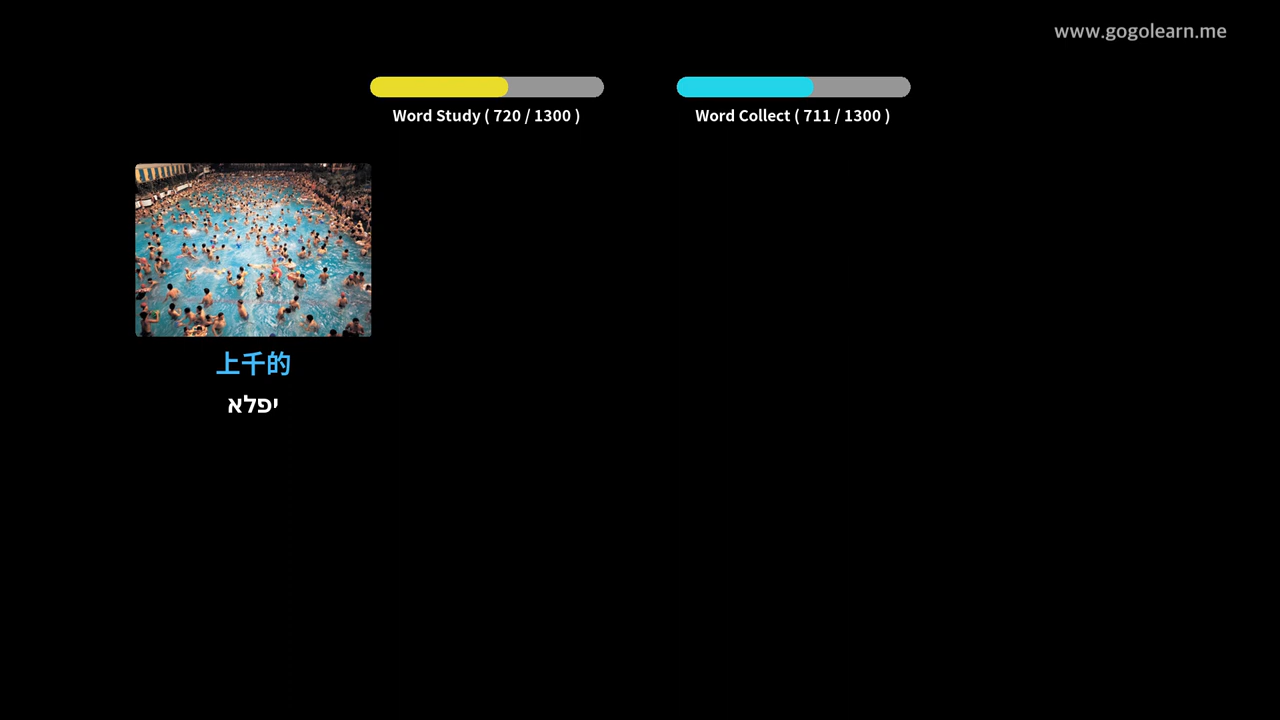 www.gogolearn.me
Word Study ( 720 / 1300 )
Word Collect ( 711 / 1300 )
上千的
יפלא